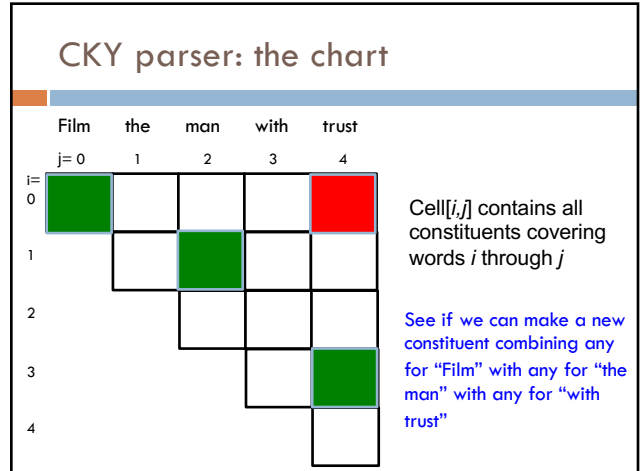 CKY parser: the chart
Film the man with trust
j= 0 1 2 3 4
i=
0
1
2
3
4
Cell[i,j] contains all
constituents covering
words i through j
See if we can make a new
constituent combining any
for “Film” with any for “the
man” with any for “with
trust”